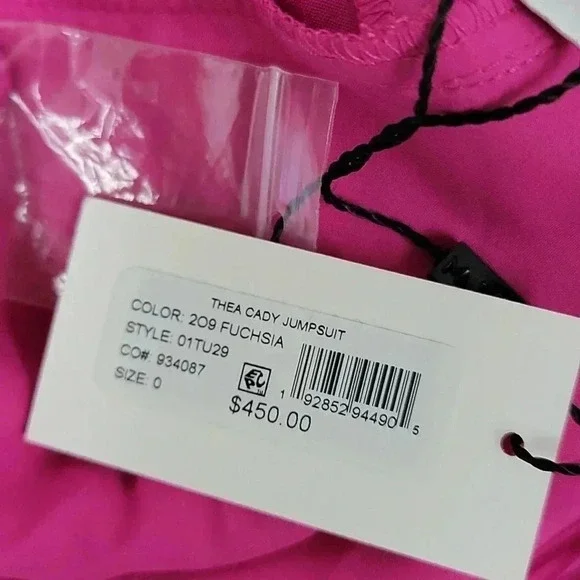 THEA CADY JUMPSUIT
COLOR: 209 FUCHSIA
STYLE: 01TU29
CO#: 934087
SIZE: 0
1 92852 94490 5
$450.00